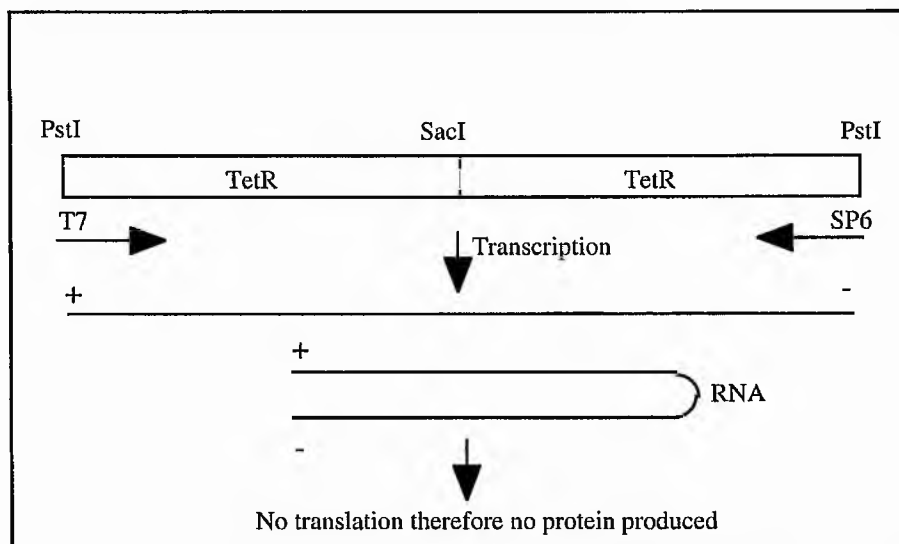 PstI SacI PstI
TetR TetR
T7 SP6
Transcription
+ -
+
RNA
-
No translation therefore no protein produced